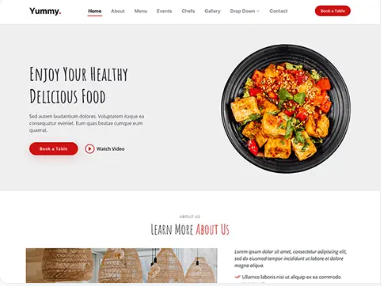 Yummy.
Home About Menu Events Chefs Gallery Drop Down Contact
Book a Table
Enjoy Your Healthy
Delicious Food
Sed autem laudantium dolores. Voluptatem itaque ea
consequatur eveniet. Eum quas beatae cumque eum
quaerat.
Book a Table
Watch Video
ABOUT US
Learn More About Us
Lorem ipsum dolor sit amet, consectetur adipiscing elit,
sed do eiusmod tempor incididunt ut labore et dolore
magna aliqua.
Ullamco laboris nisi ut aliquip ex ea commodo